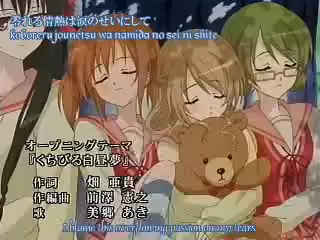 零れる情熱は涙のせいにして
koboreru jounetsu wa namida no sei ni shite
オープニングテーマ
『くちびる白昼夢』
作詞 畑 亜貴
作編曲 前澤 寛之
歌 美郷 あき
I blame this overflowing passion on my tears